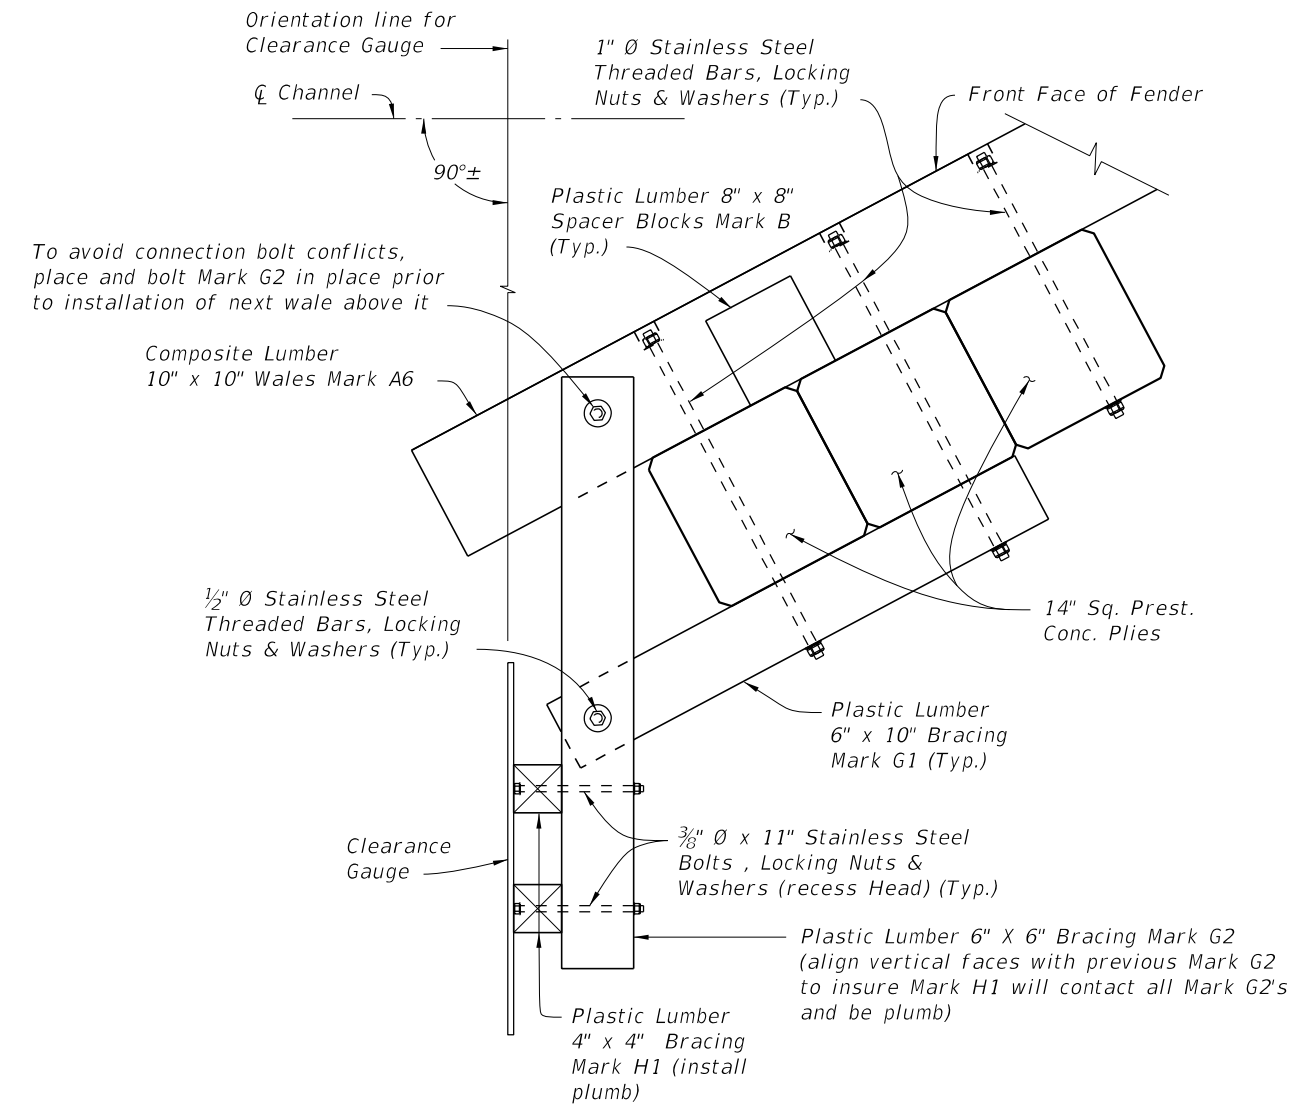 Orientation line for
Clearance Gauge
℄ Channel
90°±
1" Ø Stainless Steel
Threaded Bars, Locking
Nuts & Washers (Typ.)
Front Face of Fender
Plastic Lumber 8" x 8"
Spacer Blocks Mark B
(Typ.)
To avoid connection bolt conflicts,
place and bolt Mark G2 in place prior
to installation of next wale above it
Composite Lumber
10" x 10" Wales Mark A6
½" Ø Stainless Steel
Threaded Bars, Locking
Nuts & Washers (Typ.)
14" Sq. Prest.
Conc. Plies
Plastic Lumber
6" x 10" Bracing
Mark G1 (Typ.)
Clearance
Gauge
⅜" Ø x 11" Stainless Steel
Bolts , Locking Nuts &
Washers (recess Head) (Typ.)
Plastic Lumber 6" X 6" Bracing Mark G2
(align vertical faces with previous Mark G2
to insure Mark H1 will contact all Mark G2's
and be plumb)
Plastic Lumber
4" x 4" Bracing
Mark H1 (install
plumb)